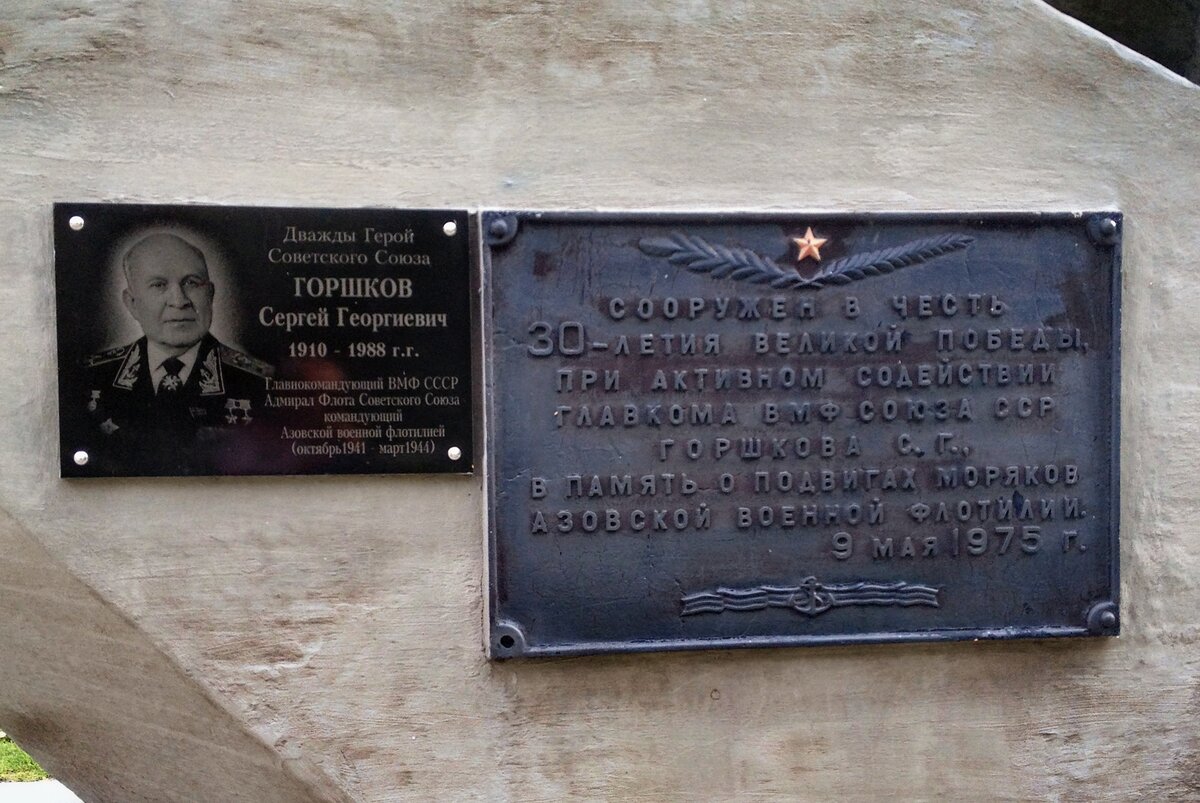 Дважды Герой
Советского Союза
ГОРШКОВ
Сергей Георгиевич
1910 - 1988 г.г.
Главнокомандующий ВМФ СССР
Адмирал Флота Советского Союза
командующий
Азовской военной флотилией
(октябрь1941 - март1944)
СООРУЖЕН В ЧЕСТЬ
30-ЛЕТИЯ ВЕЛИКОЙ ПОБЕДЫ,
ПРИ АКТИВНОМ СОДЕЙСТВИИ
ГЛАВКОМА ВМФ СОЮЗА ССР
ГОРШКОВА С. Г.,
В ПАМЯТЬ О ПОДВИГАХ МОРЯКОВ
АЗОВСКОЙ ВОЕННОЙ ФЛОТИЛИИ.
9 МАЯ 1975 г.